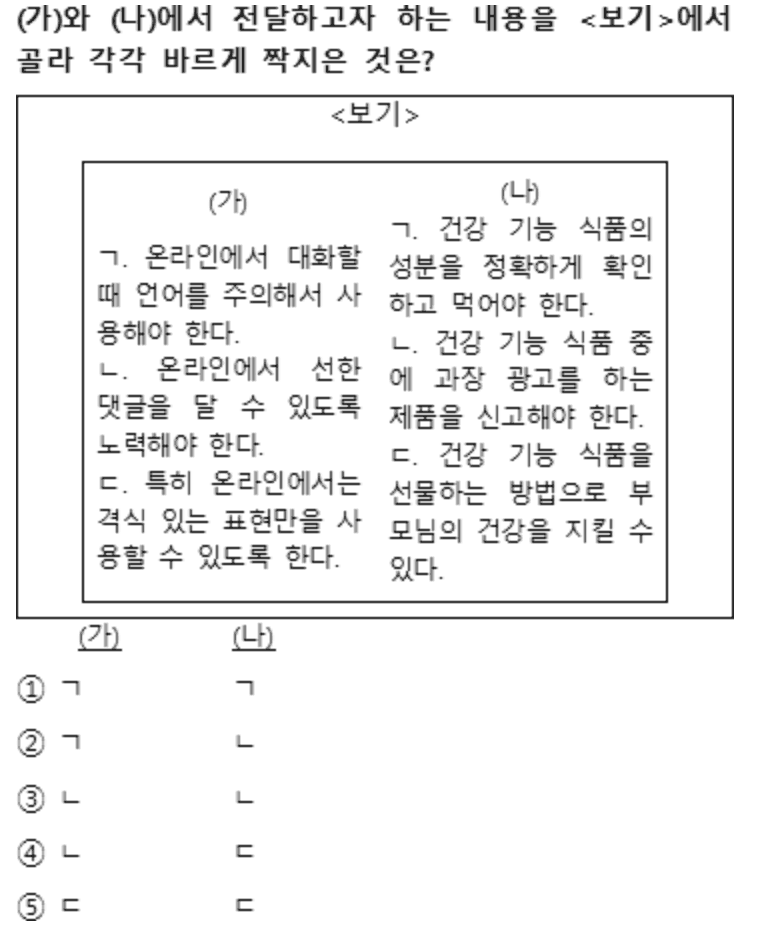 (가)와 (나)에서 전달하고자 하는 내용을 <보기>에서
골라 각각 바르게 짝지은 것은?
<보기>
(가)
ㄱ. 온라인에서 대화할
때 언어를 주의해서 사
용해야 한다.
ㄴ. 온라인에서 선한
댓글을 달 수 있도록
노력해야 한다.
ㄷ. 특히 온라인에서는
격식 있는 표현만을 사
용할 수 있도록 한다.
(나)
ㄱ. 건강 기능 식품의
성분을 정확하게 확인
하고 먹어야 한다.
ㄴ. 건강 기능 식품 중
에 과장 광고를 하는
제품을 신고해야 한다.
ㄷ. 건강 기능 식품을
선물하는 방법으로 부
모님의 건강을 지킬 수
있다.
(가) (나)
① ㄱ ㄱ
② ㄱ ㄴ
③ ㄴ ㄴ
④ ㄴ ㄷ
⑤ ㄷ ㄷ